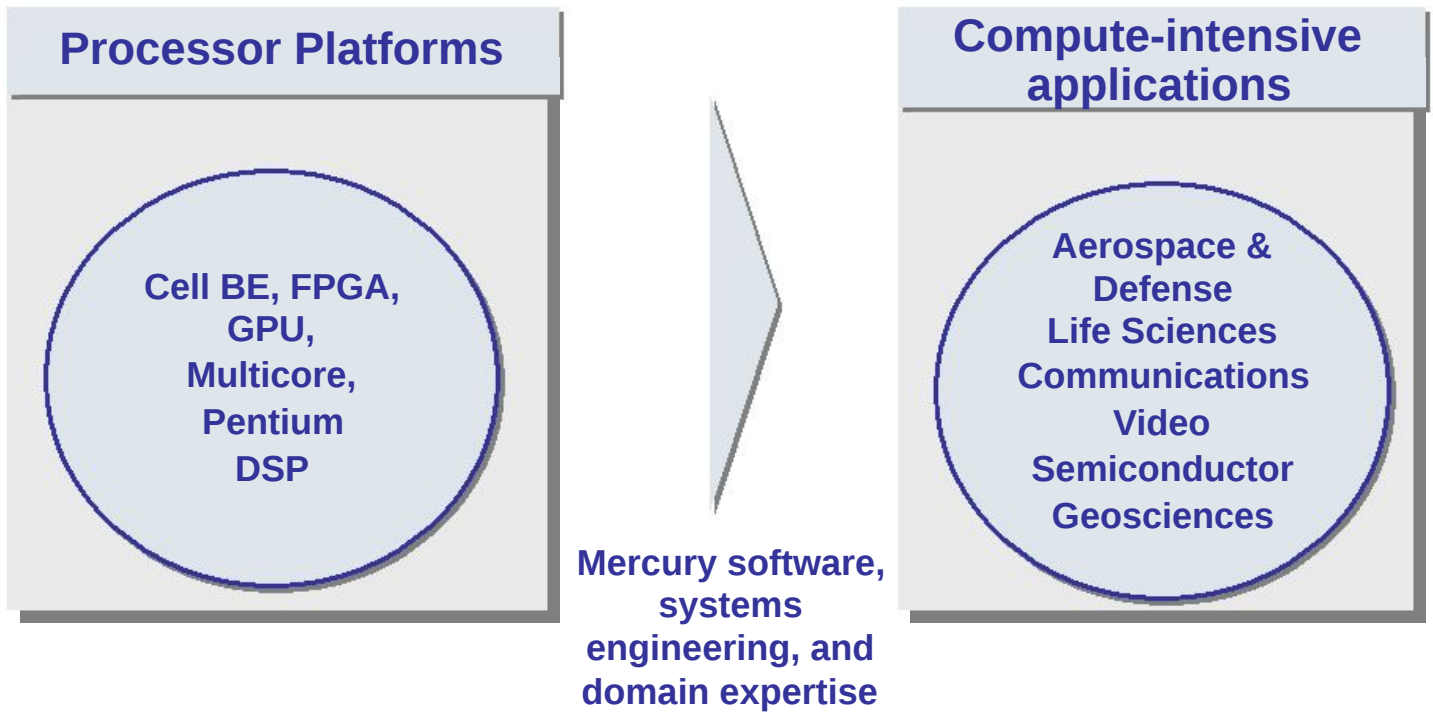 Processor Platforms
Cell BE, FPGA,
GPU,
Multicore,
Pentium
DSP
Mercury software,
systems
engineering, and
domain expertise
Compute-intensive
applications
Aerospace &
Defense
Life Sciences
Communications
Video
Semiconductor
Geosciences